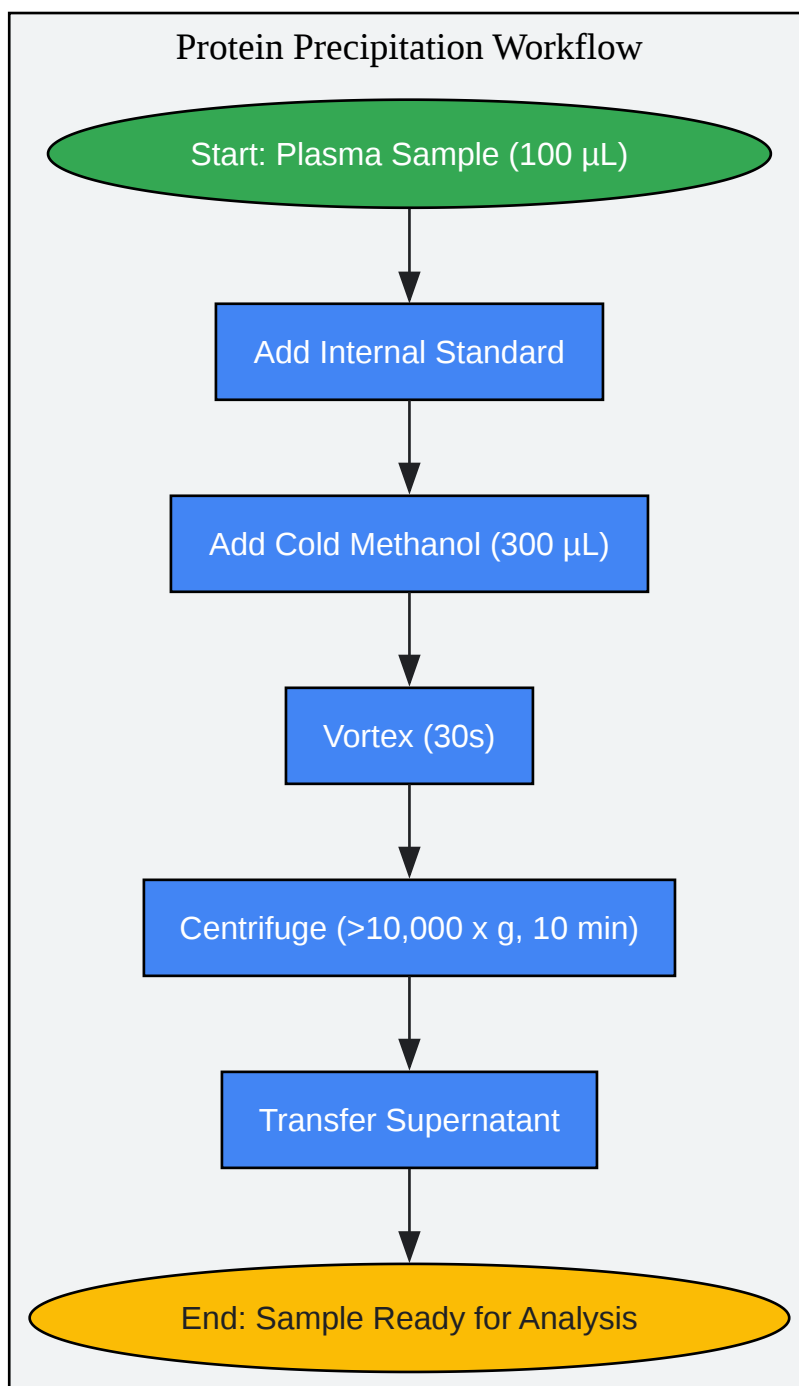 Protein Precipitation Workflow
Start: Plasma Sample (100 µL)
Add Internal Standard
Add Cold Methanol (300 µL)
Vortex (30s)
Centrifuge (>10,000 x g, 10 min)
Transfer Supernatant
End: Sample Ready for Analysis